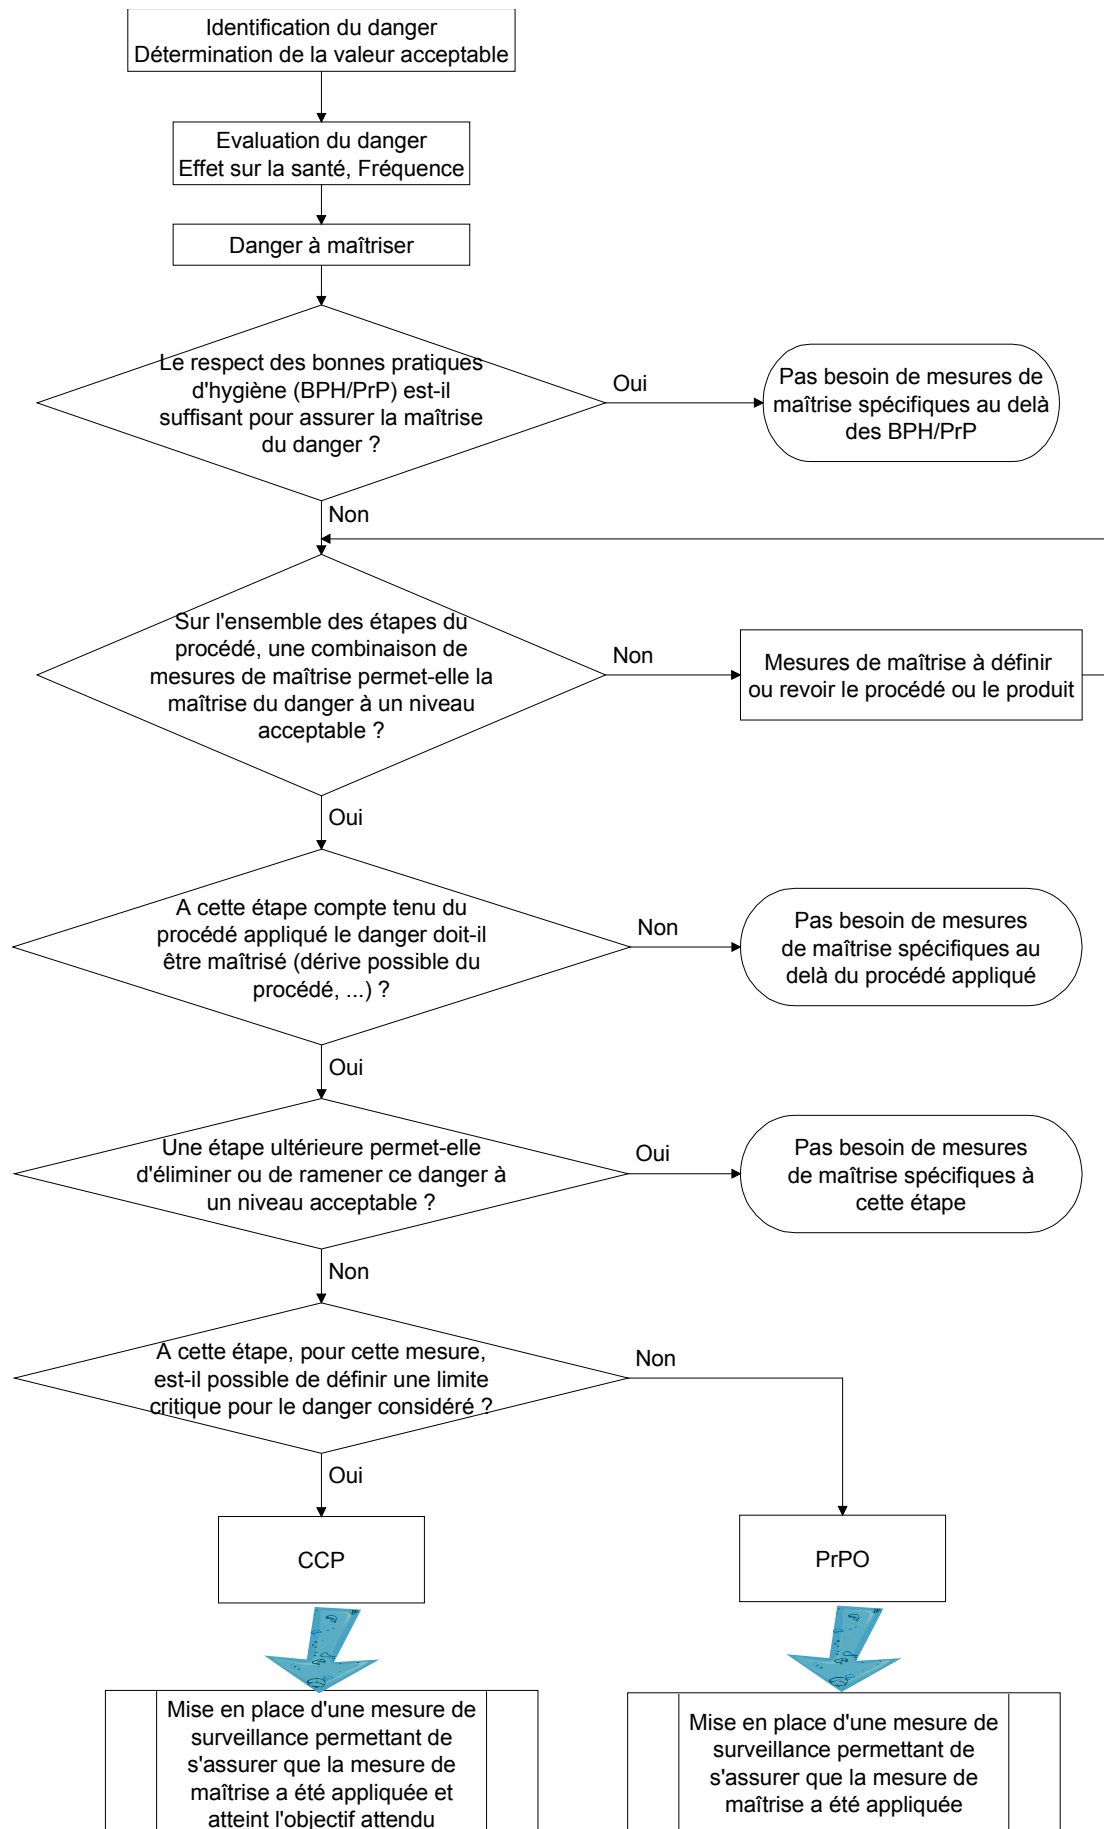 Identification du danger
Détermination de la valeur acceptable
Evaluation du danger
Effet sur la santé, Fréquence
Danger à maîtriser
Le respect des bonnes pratiques
d'hygiène (BPH/PrP) est-il
suffisant pour assurer la maîtrise
du danger ?
Oui
Pas besoin de mesures de
maîtrise spécifiques au delà
des BPH/PrP
Non
Sur l'ensemble des étapes du
procédé, une combinaison de
mesures de maîtrise permet-elle la
maîtrise du danger à un niveau
acceptable ?
Non
Mesures de maîtrise à définir
ou revoir le procédé ou le produit
Oui
A cette étape compte tenu du
procédé appliqué le danger doit-il
être maîtrisé (dérive possible du
procédé, ...) ?
Non
Pas besoin de mesures
de maîtrise spécifiques au
delà du procédé appliqué
Oui
Une étape ultérieure permet-elle
d'éliminer ou de ramener ce danger à
un niveau acceptable ?
Oui
Pas besoin de mesures
de maîtrise spécifiques à
cette étape
Non
A cette étape, pour cette mesure,
est-il possible de définir une limite
critique pour le danger considéré ?
Non
Oui
CCP
PrPO
Mise en place d'une mesure de
surveillance permettant de
s'assurer que la mesure de
maîtrise a été appliquée et
atteint l'objectif attendu
Mise en place d'une mesure de
surveillance permettant de
s'assurer que la mesure de
maîtrise a été appliquée